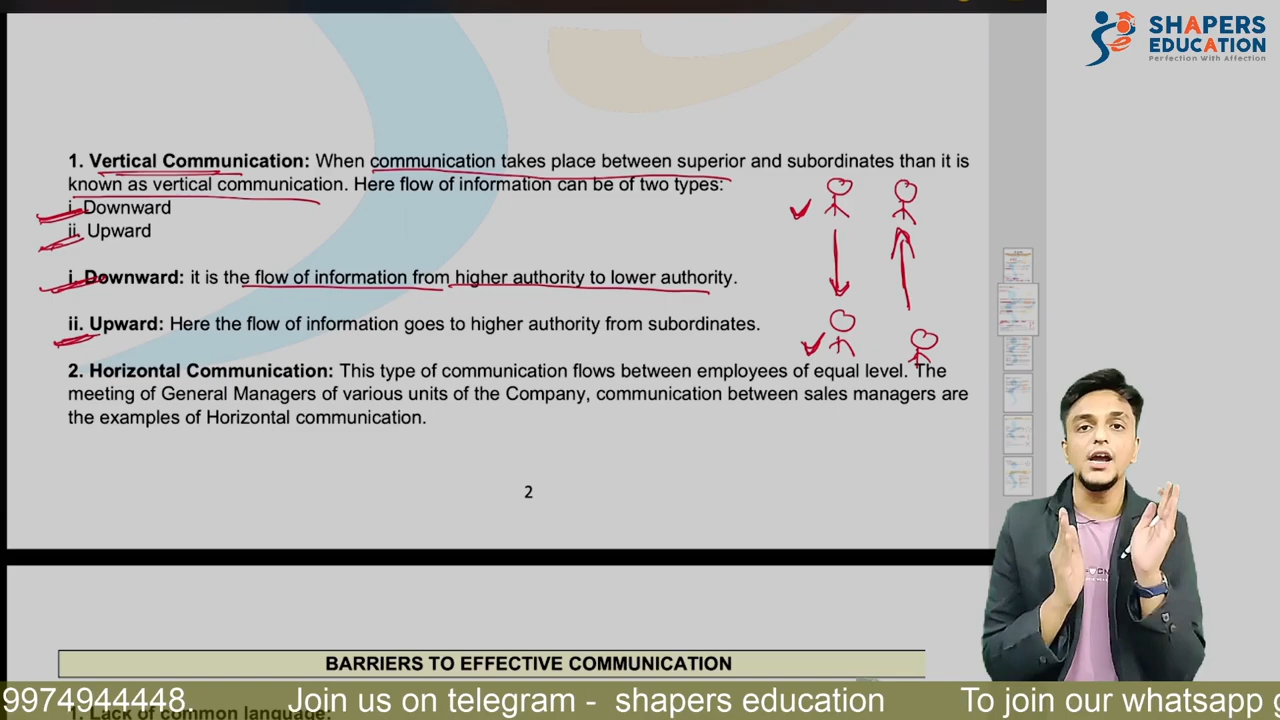 SHAPERS
EDUCATION
Perfection With Affection
1. Vertical Communication: When communication takes place between superior and subordinates than it is
known as vertical communication. Here flow of information can be of two types:
i. Downward
ii. Upward
i. Downward: it is the flow of information from higher authority to lower authority.
ii. Upward: Here the flow of information goes to higher authority from subordinates.
2. Horizontal Communication: This type of communication flows between employees of equal level. The
meeting of General Managers of various units of the Company, communication between sales managers are
the examples of Horizontal communication.
2
BARRIERS TO EFFECTIVE COMMUNICATION
1. Lack of common language:
9974944448. Join us on telegram - shapers education To join our whatsapp g